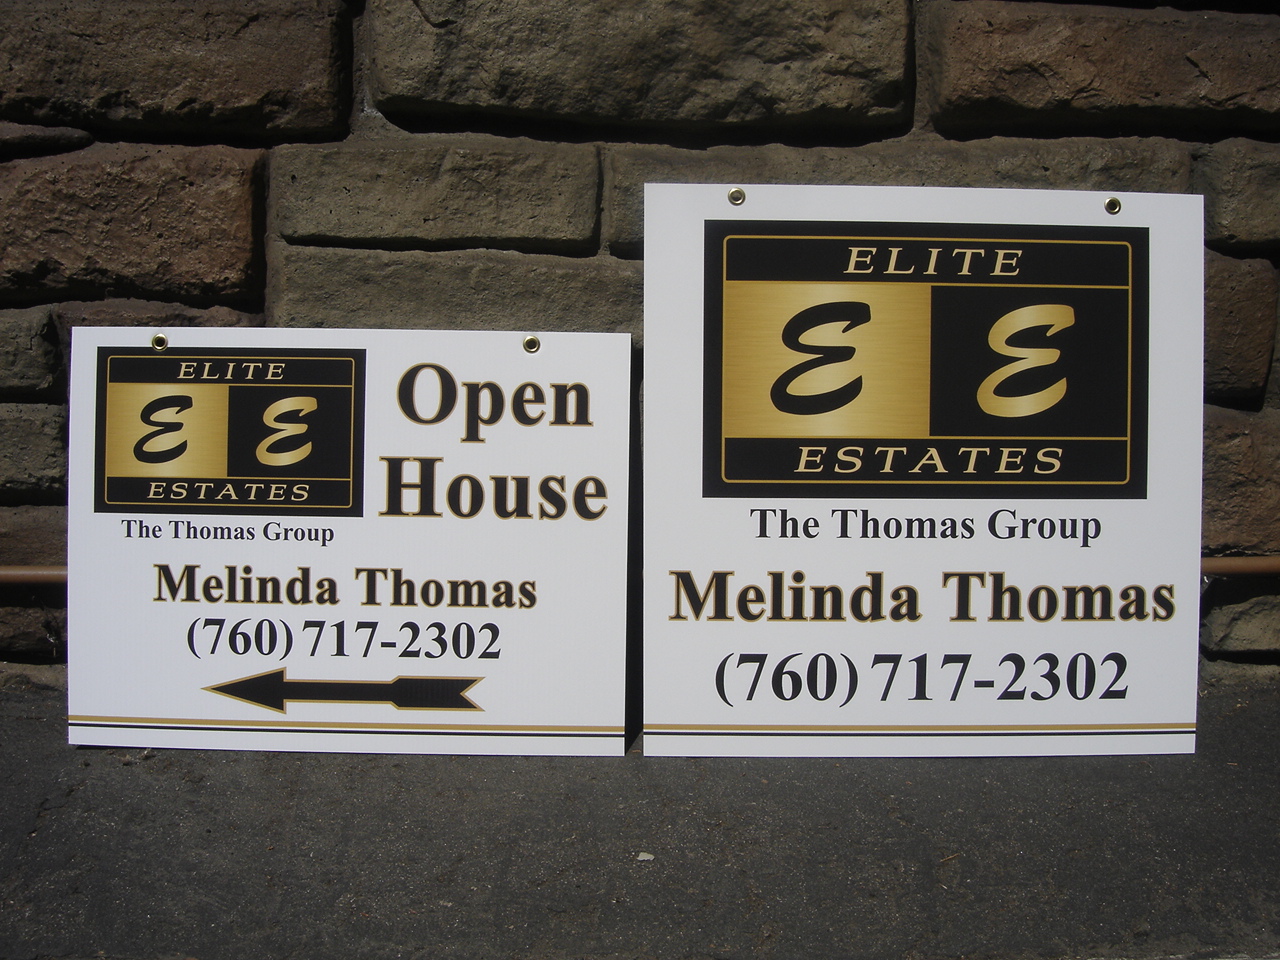 ELITE
E E
ESTATES
The Thomas Group
Open
House
Melinda Thomas
(760) 717-2302
ELITE
E E
ESTATES
The Thomas Group
Melinda Thomas
(760) 717-2302